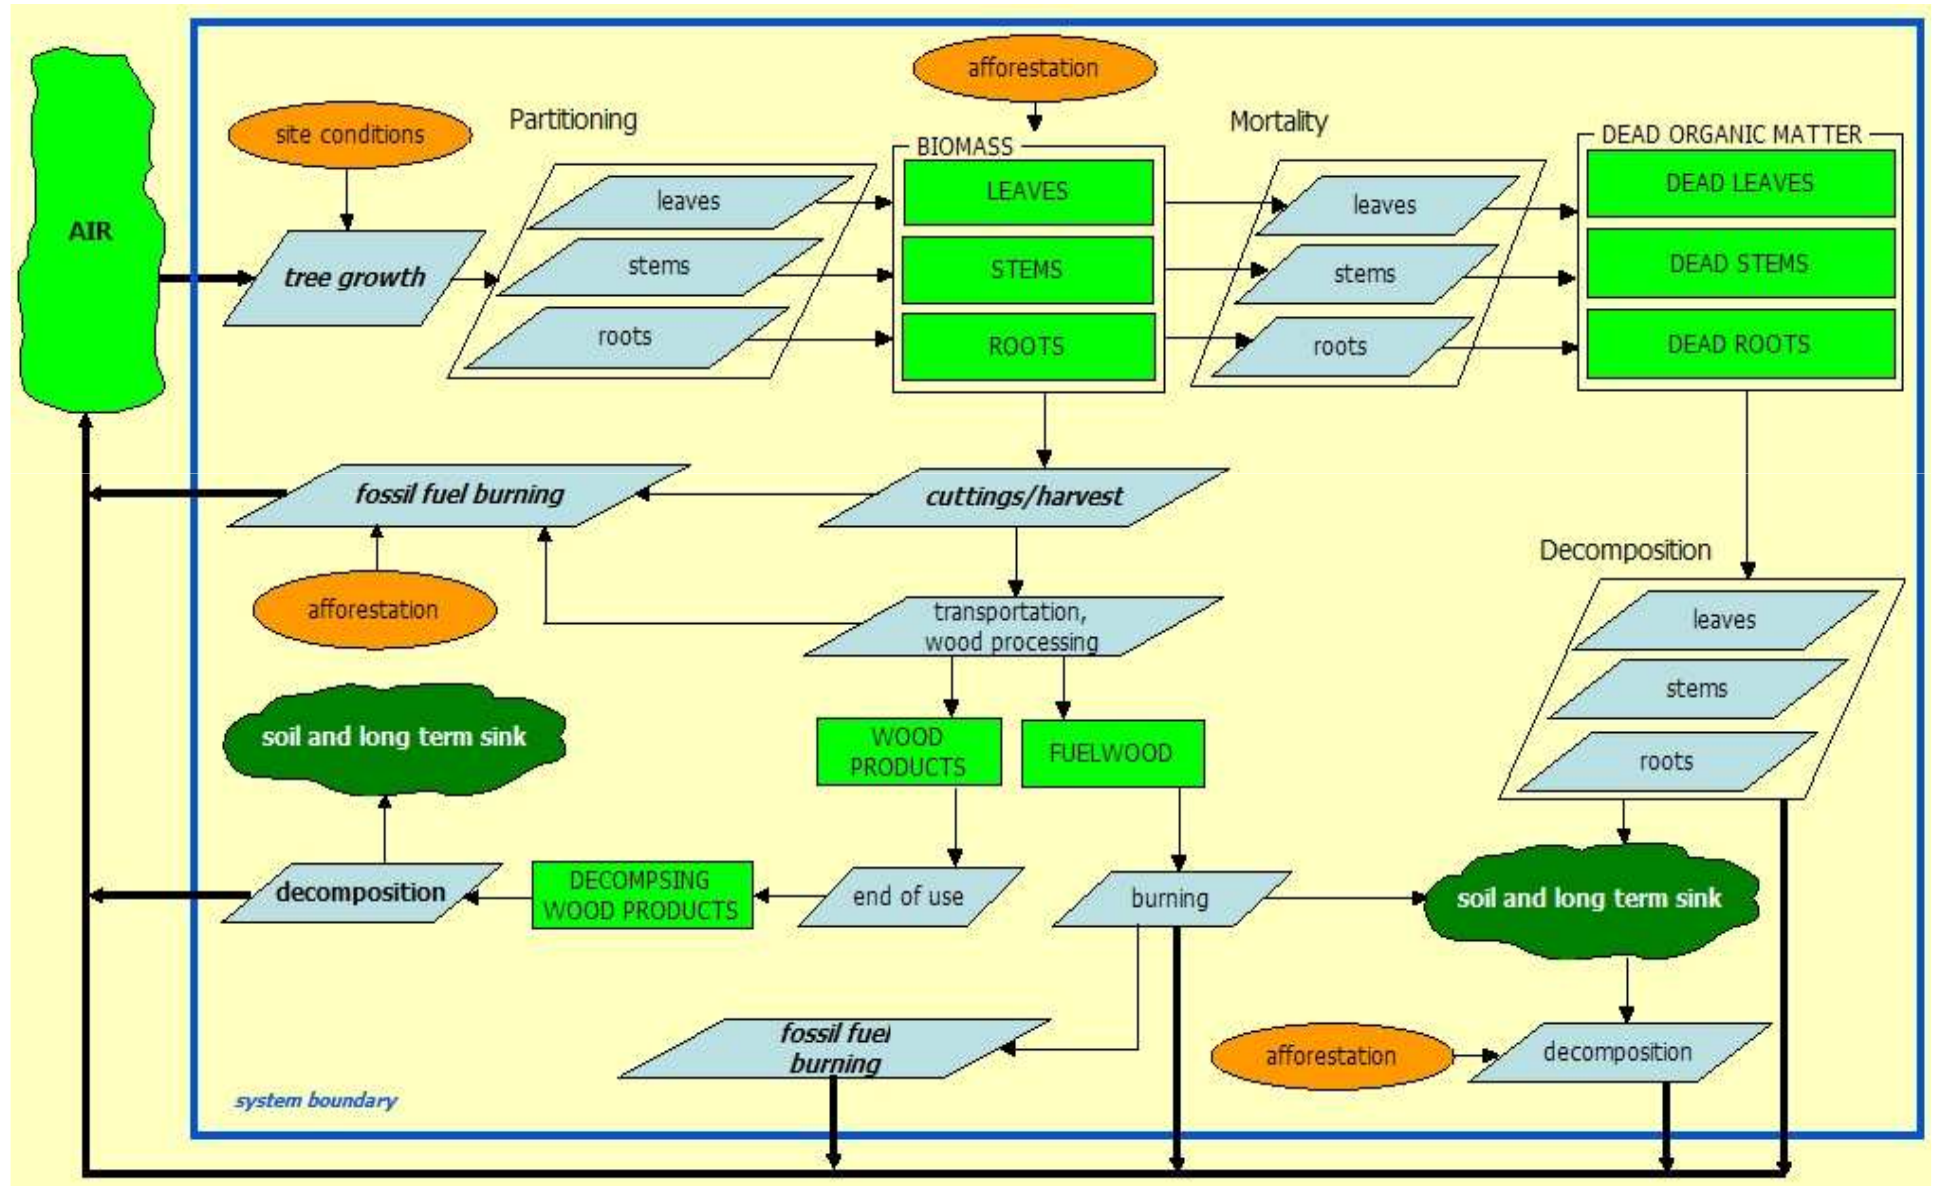 afforestation
site conditions
Partitioning
Mortality
BIOMASS
DEAD ORGANIC MATTER
AIR
tree growth
leaves
stems
roots
LEAVES
STEMS
ROOTS
leaves
stems
roots
DEAD LEAVES
DEAD STEMS
DEAD ROOTS
fossil fuel burning
cuttings/harvest
afforestation
transportation,
wood processing
Decomposition
leaves
stems
roots
soil and long term sink
WOOD
PRODUCTS
FUELWOOD
decomposition
DECOMPSING
WOOD PRODUCTS
end of use
burning
soil and long term sink
fossil fuel
burning
afforestation
decomposition
system boundary